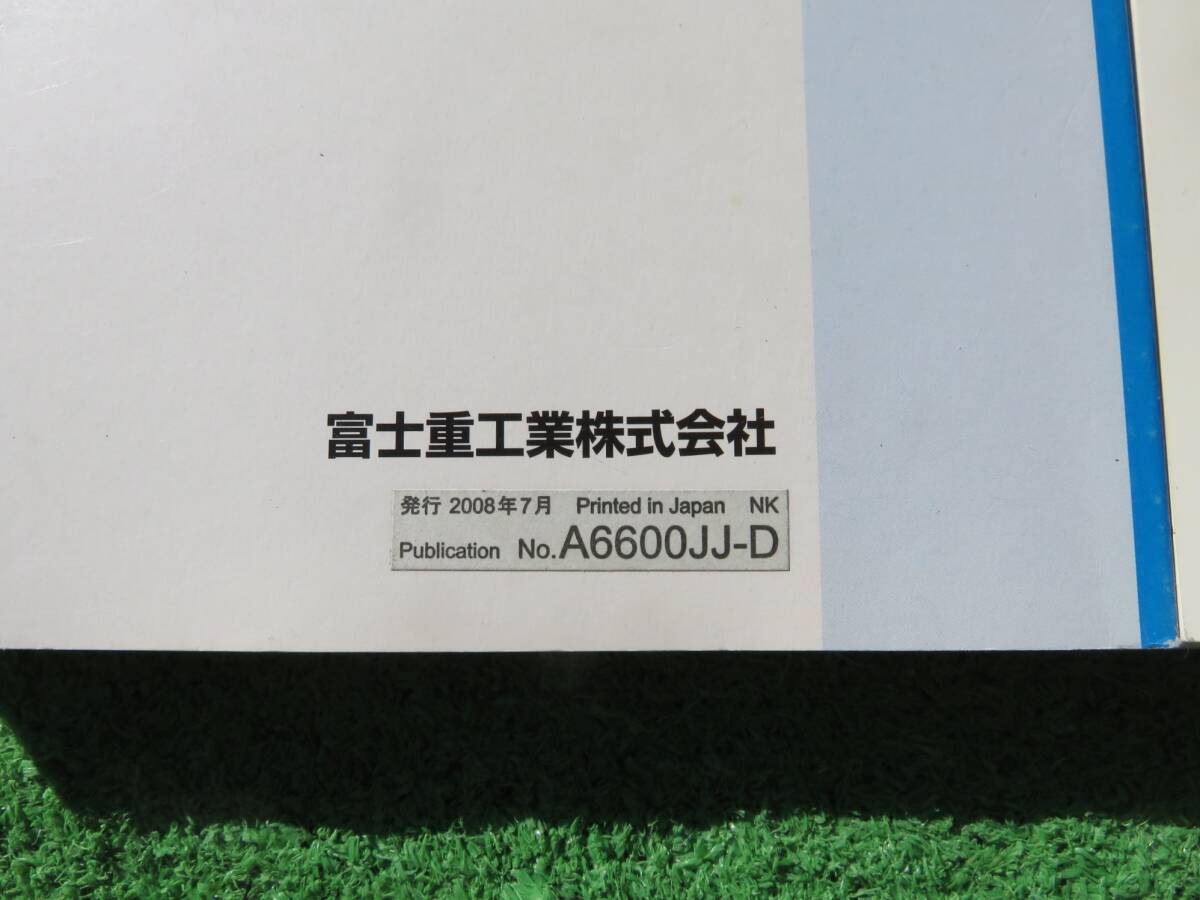 富士重工業株式会社
発行 2008年7月 Printed in Japan NK
Publication No.A6600JJ-D